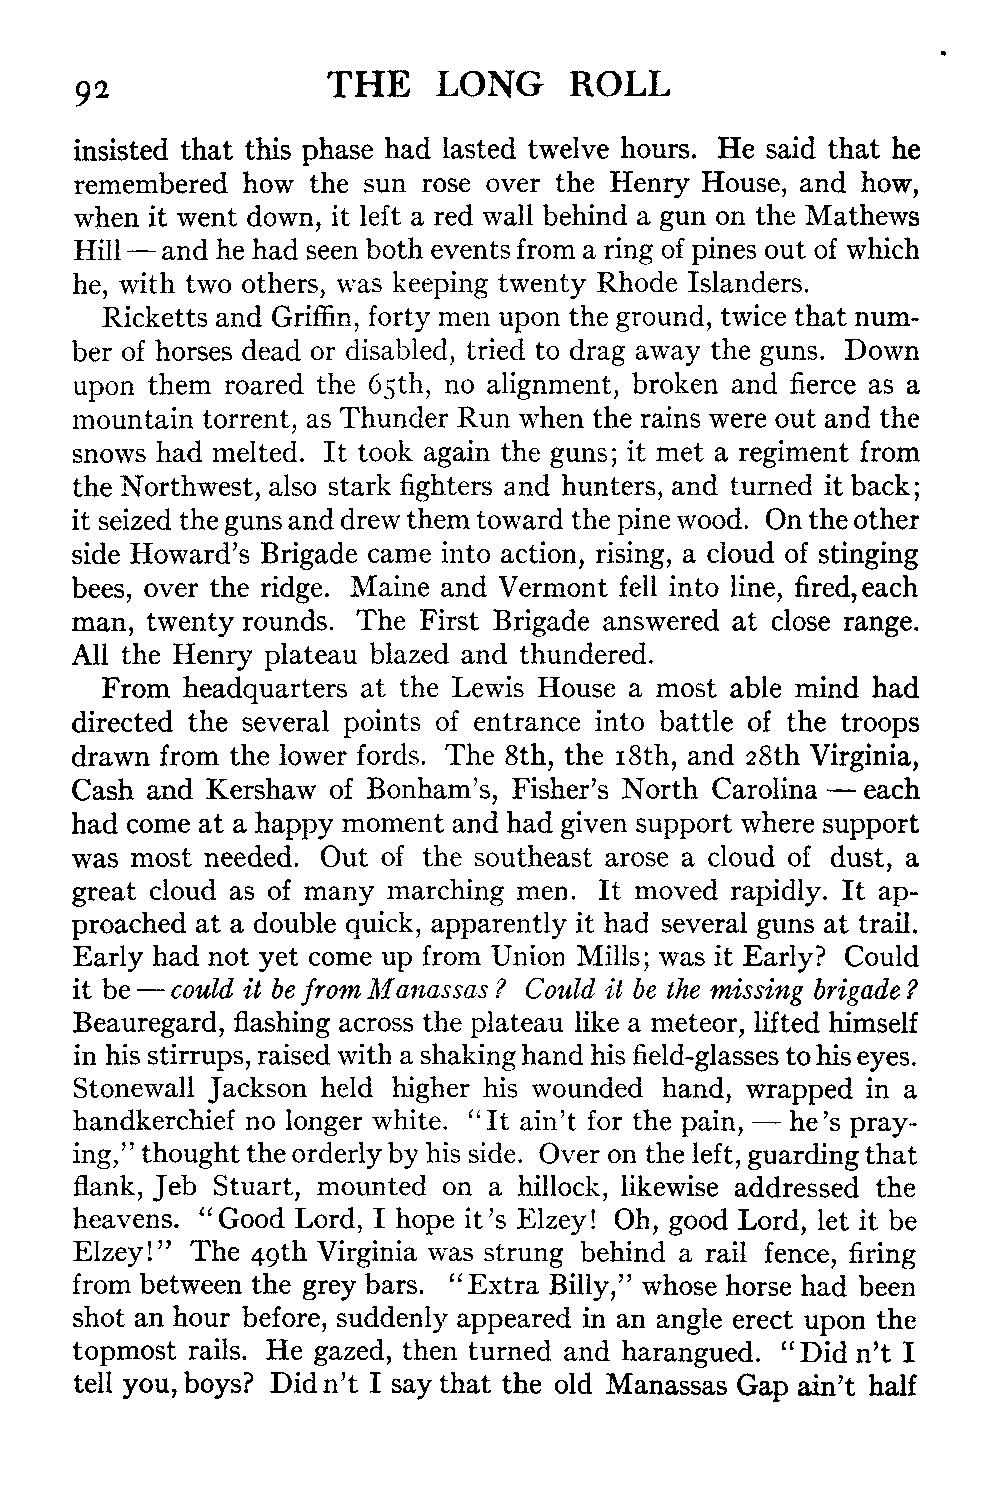 92 THE LONG ROLL
insisted that this phase had lasted twelve hours. He said that he
remembered how the sun rose over the Henry House, and how,
when it went down, it left a red wall behind a gun on the Mathews
Hill — and he had seen both events from a ring of pines out of which
he, with two others, was keeping twenty Rhode Islanders.
Ricketts and Griffin, forty men upon the ground, twice that num-
ber of horses dead or disabled, tried to drag away the guns. Down
upon them roared the 65th, no alignment, broken and fierce as a
mountain torrent, as Thunder Run when the rains were out and the
snows had melted. It took again the guns; it met a regiment from
the Northwest, also stark fighters and hunters, and turned it back;
it seized the guns and drew them toward the pine wood. On the other
side Howard's Brigade came into action, rising, a cloud of stinging
bees, over the ridge. Maine and Vermont fell into line, fired, each
man, twenty rounds. The First Brigade answered at close range.
All the Henry plateau blazed and thundered.
From headquarters at the Lewis House a most able mind had
directed the several points of entrance into battle of the troops
drawn from the lower fords. The 8th, the 18th, and 28th Virginia,
Cash and Kershaw of Bonham's, Fisher's North Carolina — each
had come at a happy moment and had given support where support
was most needed. Out of the southeast arose a cloud of dust, a
great cloud as of many marching men. It moved rapidly. It ap-
proached at a double quick, apparently it had several guns at trail.
Early had not yet come up from Union Mills; was it Early? Could
it be — could it be from Manassas? Could it be the missing brigade?
Beauregard, flashing across the plateau like a meteor, lifted himself
in his stirrups, raised with a shaking hand his field-glasses to his eyes.
Stonewall Jackson held higher his wounded hand, wrapped in a
handkerchief no longer white. "It ain't for the pain, — he's pray-
ing," thought the orderly by his side. Over on the left, guarding that
flank, Jeb Stuart, mounted on a hillock, likewise addressed the
heavens. "Good Lord, I hope it's Elzey! Oh, good Lord, let it be
Elzey!" The 49th Virginia was strung behind a rail fence, firing
from between the grey bars. "Extra Billy," whose horse had been
shot an hour before, suddenly appeared in an angle erect upon the
topmost rails. He gazed, then turned and harangued. "Did n't I
tell you, boys? Did n't I say that the old Manassas Gap ain't half